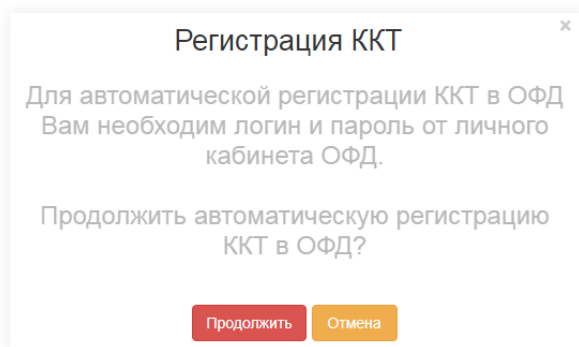 Регистрация ККТ
×
Для автоматической регистрации ККТ в ОФД
Вам необходим логин и пароль от личного
кабинета ОФД.
Продолжить автоматическую регистрацию
ККТ в ОФД?
Продолжить Отмена